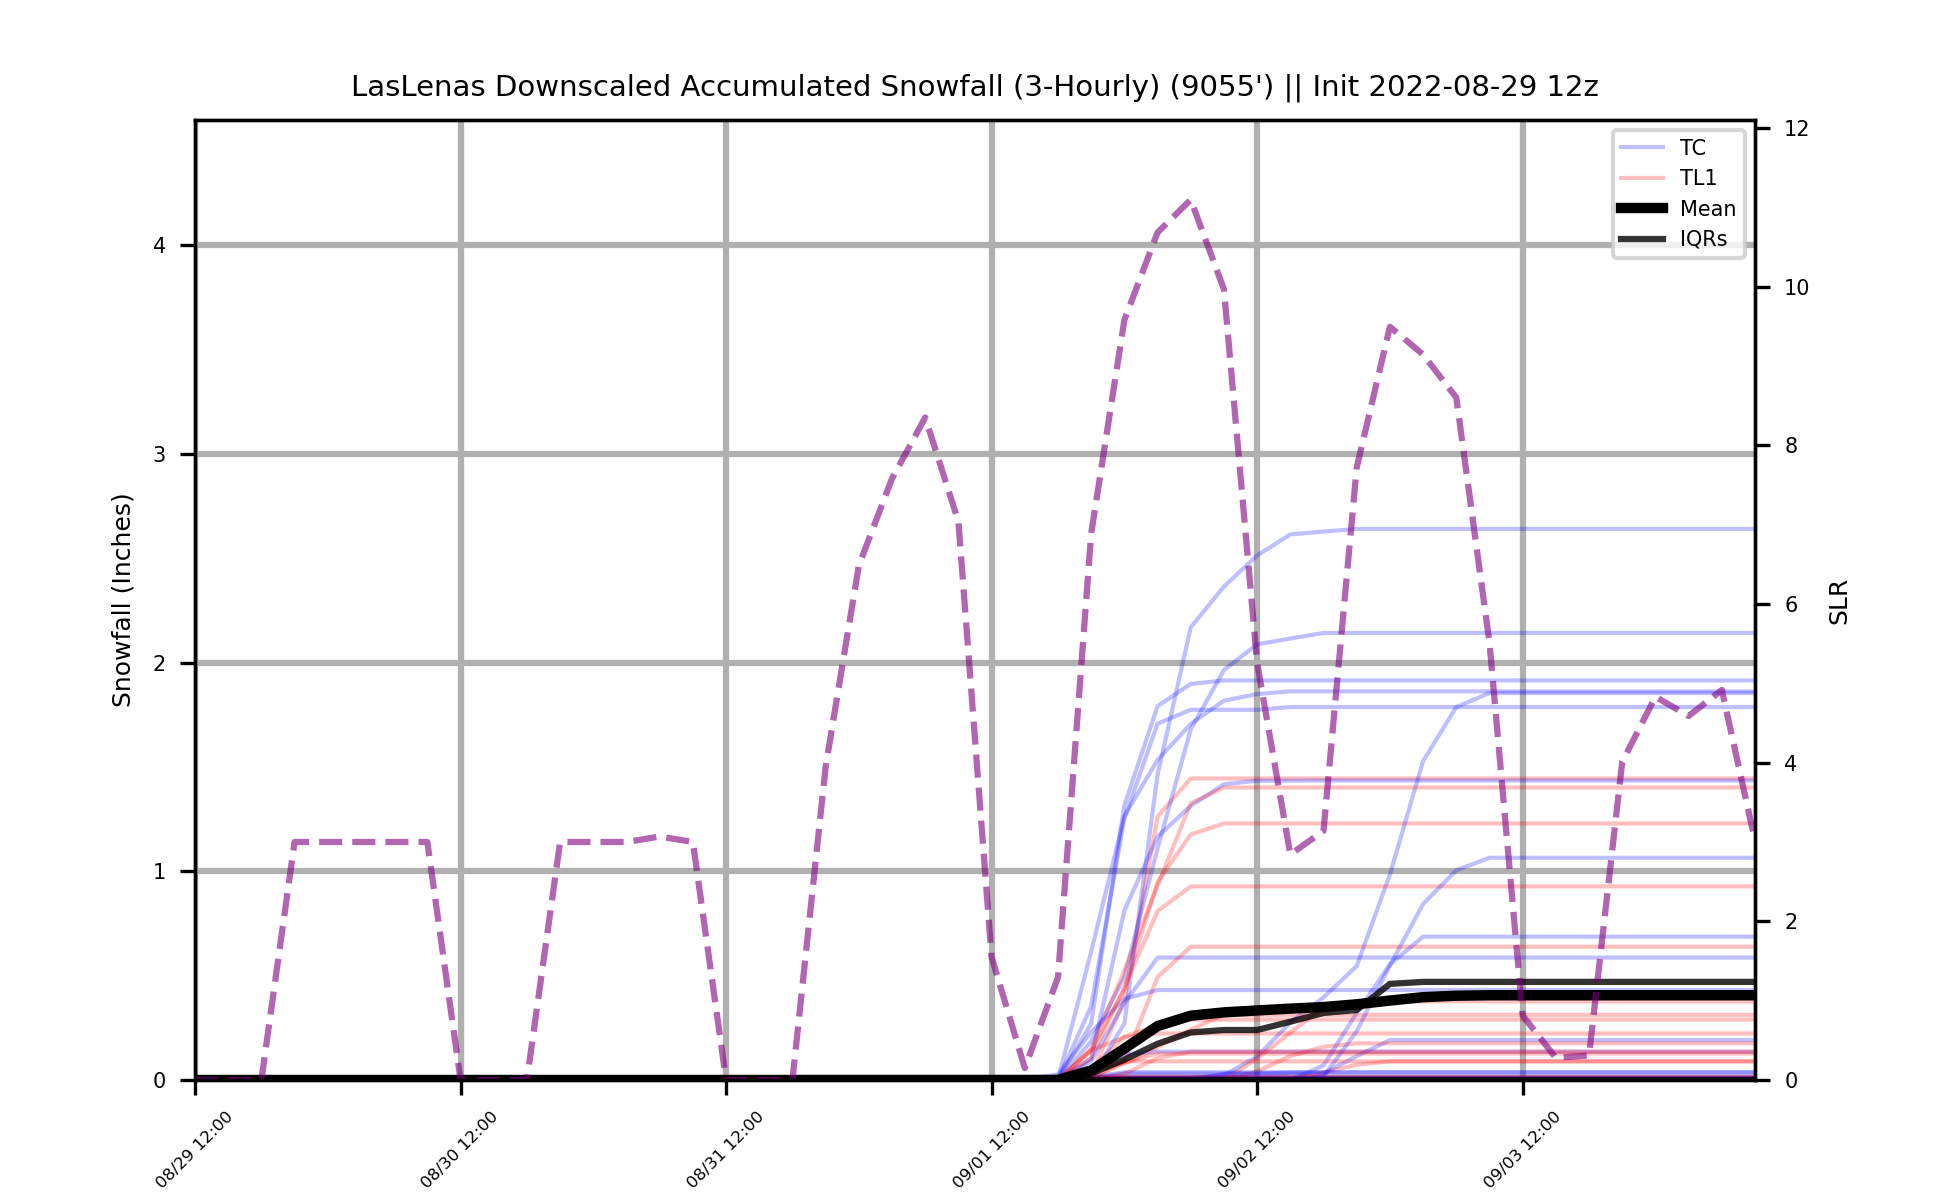 LasLenas Downscaled Accumulated Snowfall (3-Hourly) (9055') || Init 2022-08-29 12z
TC
TL1
Mean
IQRs
Snowfall (Inches)
4
3
2
1
0
12
10
8
6
4
2
0
SLR
08/29 12:00
08/30 12:00
08/31 12:00
09/01 12:00
09/02 12:00
09/03 12:00